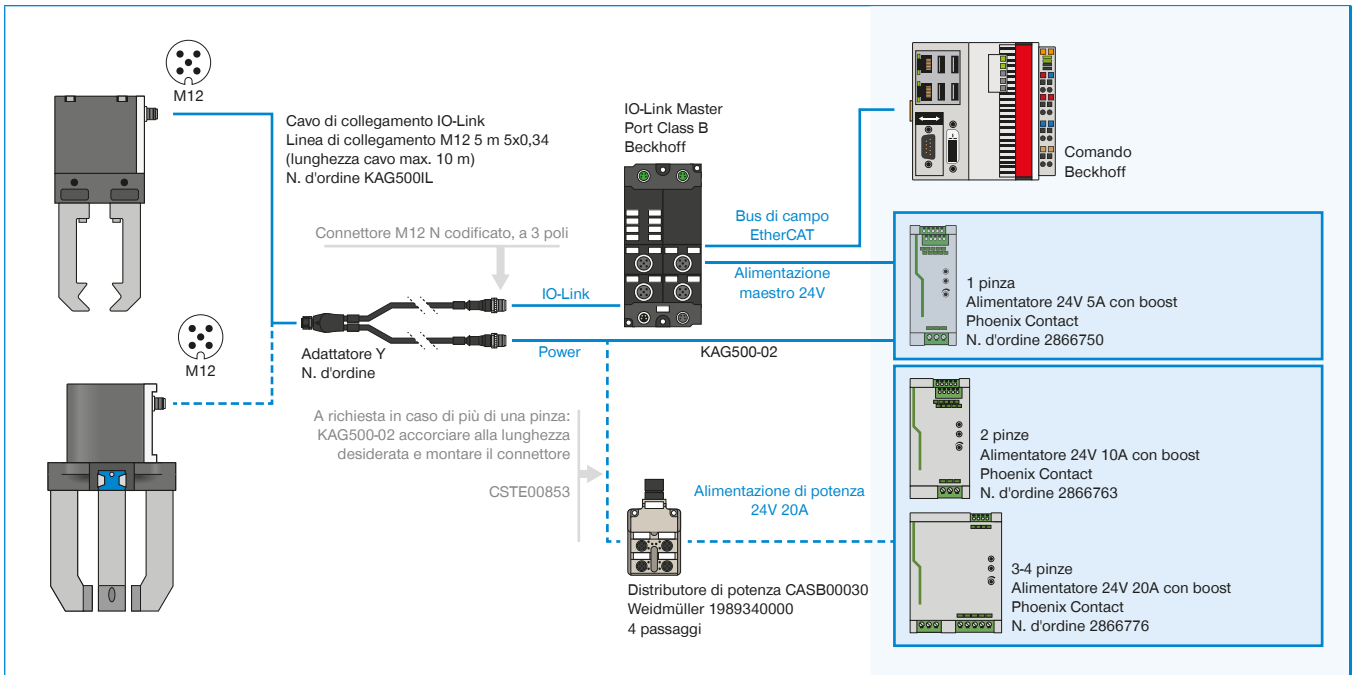 M12
Cavo di collegamento IO-Link
Linea di collegamento M12 5 m 5x0,34
(lunghezza cavo max. 10 m)
N. d'ordine KAG500IL
IO-Link Master
Port Class B
Beckhoff
Comando
Beckhoff
Connettore M12 N codificato, a 3 poli
Bus di campo
EtherCAT
Alimentazione
maestro 24V
IO-Link
1 pinza
Alimentatore 24V 5A con boost
Phoenix Contact
N. d'ordine 2866750
M12
Adattatore Y
N. d'ordine
Power
KAG500-02
A richiesta in caso di più di una pinza:
KAG500-02 accorciare alla lunghezza
desiderata e montare il connettore
CSTE00853
2 pinze
Alimentatore 24V 10A con boost
Phoenix Contact
N. d'ordine 2866763
Alimentazione di potenza
24V 20A
Distributore di potenza CASB00030
Weidmüller 1989340000
4 passaggi
3-4 pinze
Alimentatore 24V 20A con boost
Phoenix Contact
N. d'ordine 2866776